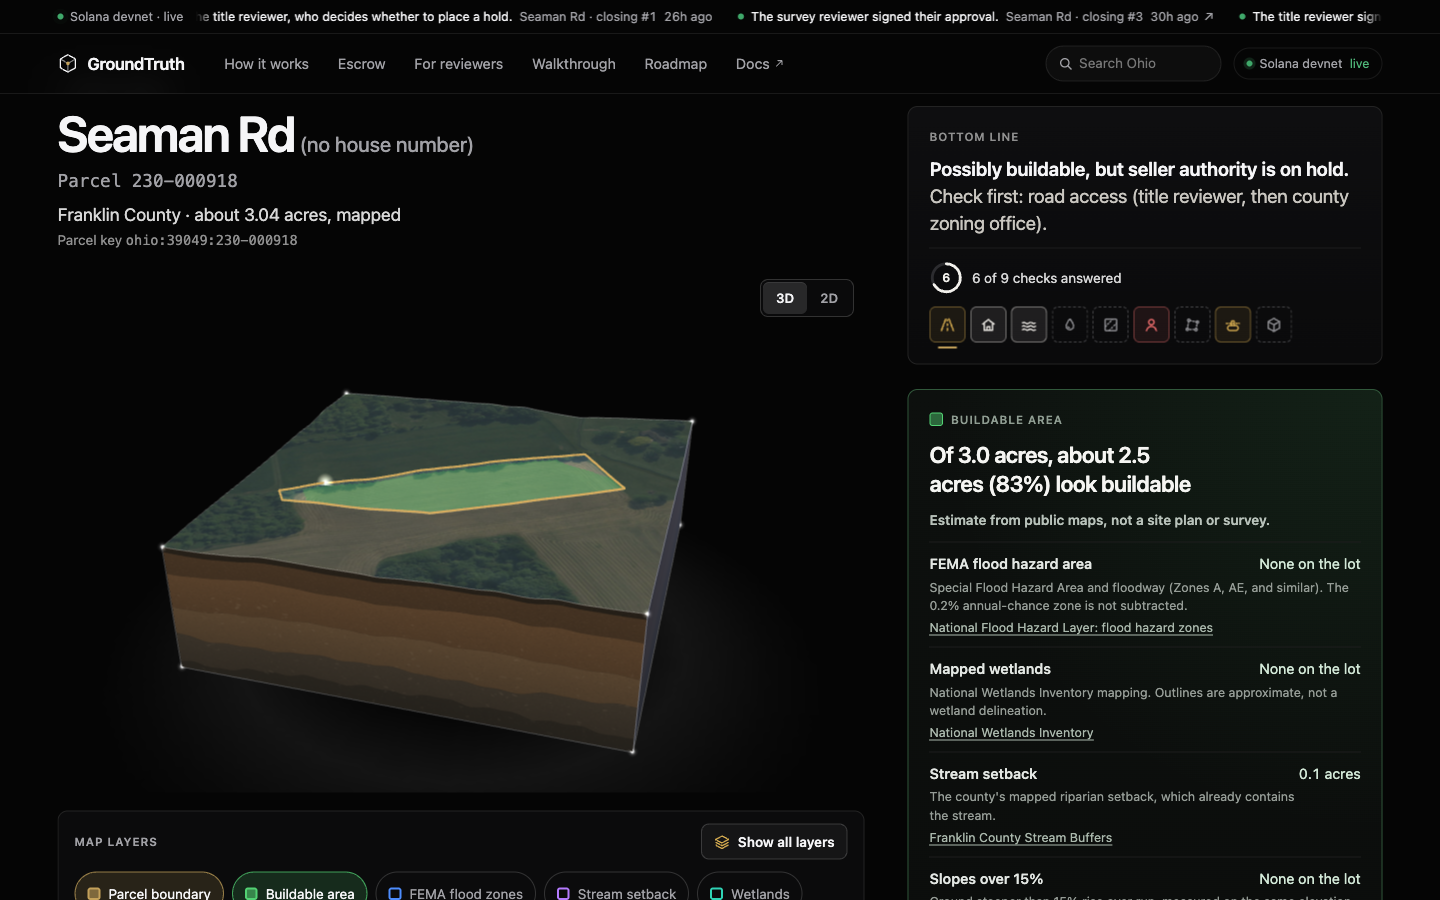 Solana devnet · live
e title reviewer, who decides whether to place a hold. Seaman Rd · closing #1 26h ago
The survey reviewer signed their approval. Seaman Rd · closing #3 30h ago ↗
The title reviewer sign
GroundTruth
How it works
Escrow
For reviewers
Walkthrough
Roadmap
Docs ↗
Search Ohio
Solana devnet live
Seaman Rd (no house number)
Parcel 230-000918
Franklin County · about 3.04 acres, mapped
Parcel key ohio:39049:230-000918
3D
2D
MAP LAYERS
Show all layers
Parcel boundary
Buildable area
FEMA flood zones
Stream setback
Wetlands
BOTTOM LINE
Possibly buildable, but seller authority is on hold.
Check first: road access (title reviewer, then county
zoning office).
6
6 of 9 checks answered
BUILDABLE AREA
Of 3.0 acres, about 2.5
acres (83%) look buildable
Estimate from public maps, not a site plan or survey.
FEMA flood hazard area
None on the lot
Special Flood Hazard Area and floodway (Zones A, AE, and similar). The
0.2% annual-chance zone is not subtracted.
National Flood Hazard Layer: flood hazard zones
Mapped wetlands
None on the lot
National Wetlands Inventory mapping. Outlines are approximate, not a
wetland delineation.
National Wetlands Inventory
Stream setback
0.1 acres
The county's mapped riparian setback, which already contains
the stream.
Franklin County Stream Buffers
Slopes over 15%
None on the lot